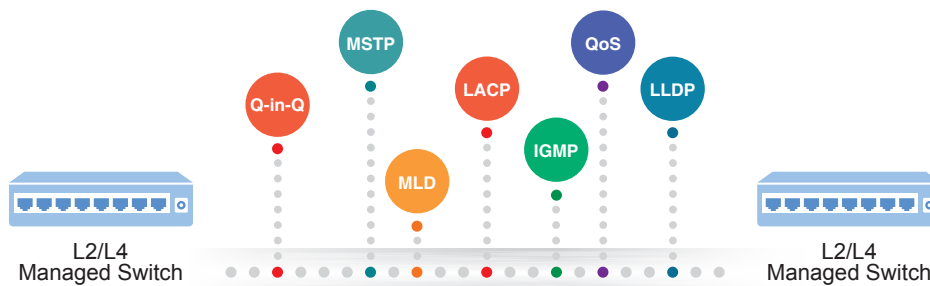 MSTP
QoS
Q-in-Q
LACP
LLDP
IGMP
MLD
L2/L4
Managed Switch
L2/L4
Managed Switch